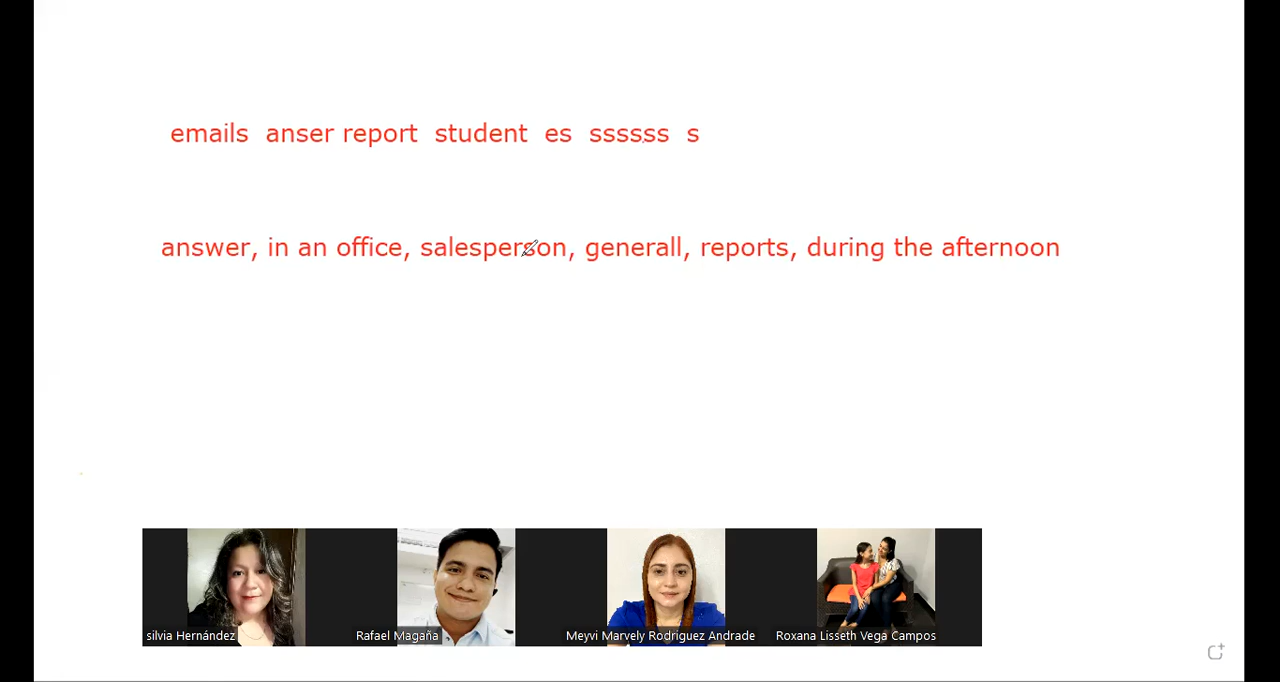 emails anser report student es ssssss s
answer, in an office, salesperson, generall, reports, during the afternoon
silvia Hernández Rafael Magaña Meyvi Marvely Rodriguez Andrade Roxana Lisseth Vega Campos